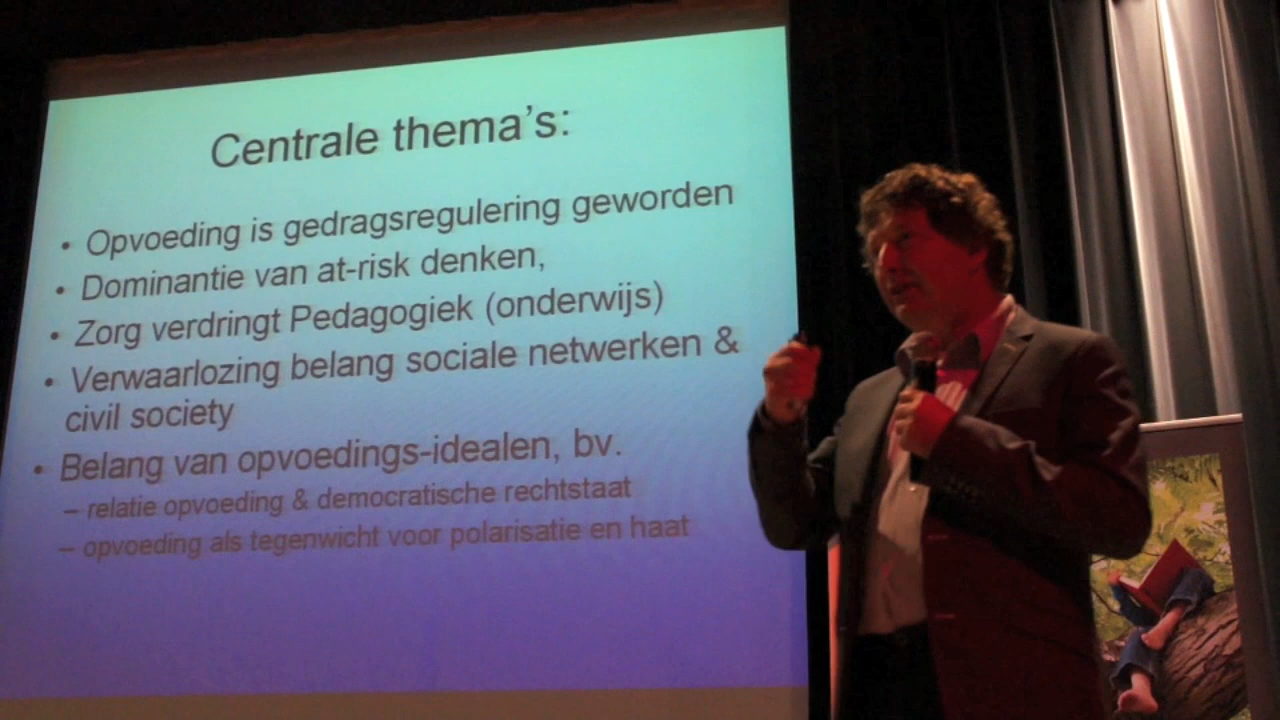 Centrale thema's:
• Opvoeding is gedragsregulering geworden
• Dominantie van at-risk denken,
• Zorg verdringt Pedagogiek (onderwijs)
• Verwaarlozing belang sociale netwerken &
civil society
• Belang van opvoedings-idealen, bv.
– relatie opvoeding & democratische rechtstaat
– opvoeding als tegenwicht voor polarisatie en haat